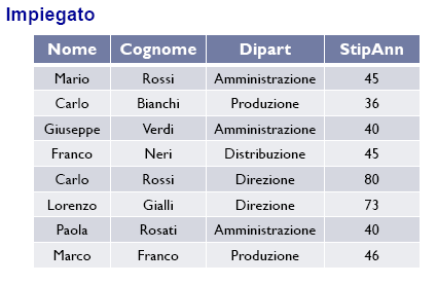 Impiegato
Nome Cognome Dipart StipAnn
Mario Rossi Amministrazione 45
Carlo Bianchi Produzione 36
Giuseppe Verdi Amministrazione 40
Franco Neri Distribuzione 45
Carlo Rossi Direzione 80
Lorenzo Gialli Direzione 73
Paola Rosati Amministrazione 40
Marco Franco Produzione 46